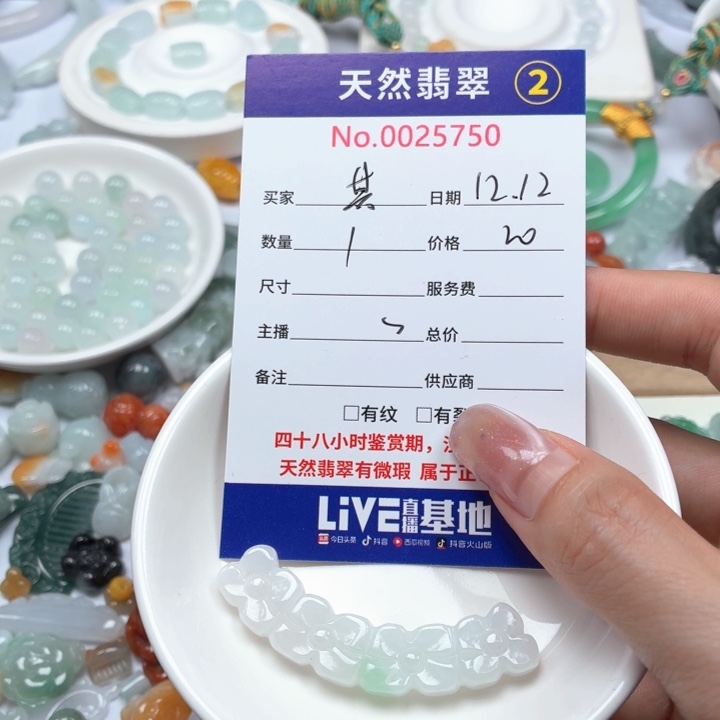 天然翡翠 2
No.0025750
买家 其 日期 12.12
数量 1 价格 20
尺寸 服务费
主播 总价
备注 供应商
□有纹 □有裂
四十八小时鉴赏期,
天然翡翠有微瑕 属于正
LiVE直播基地
今日头条 抖音 西瓜视频 抖音火山版